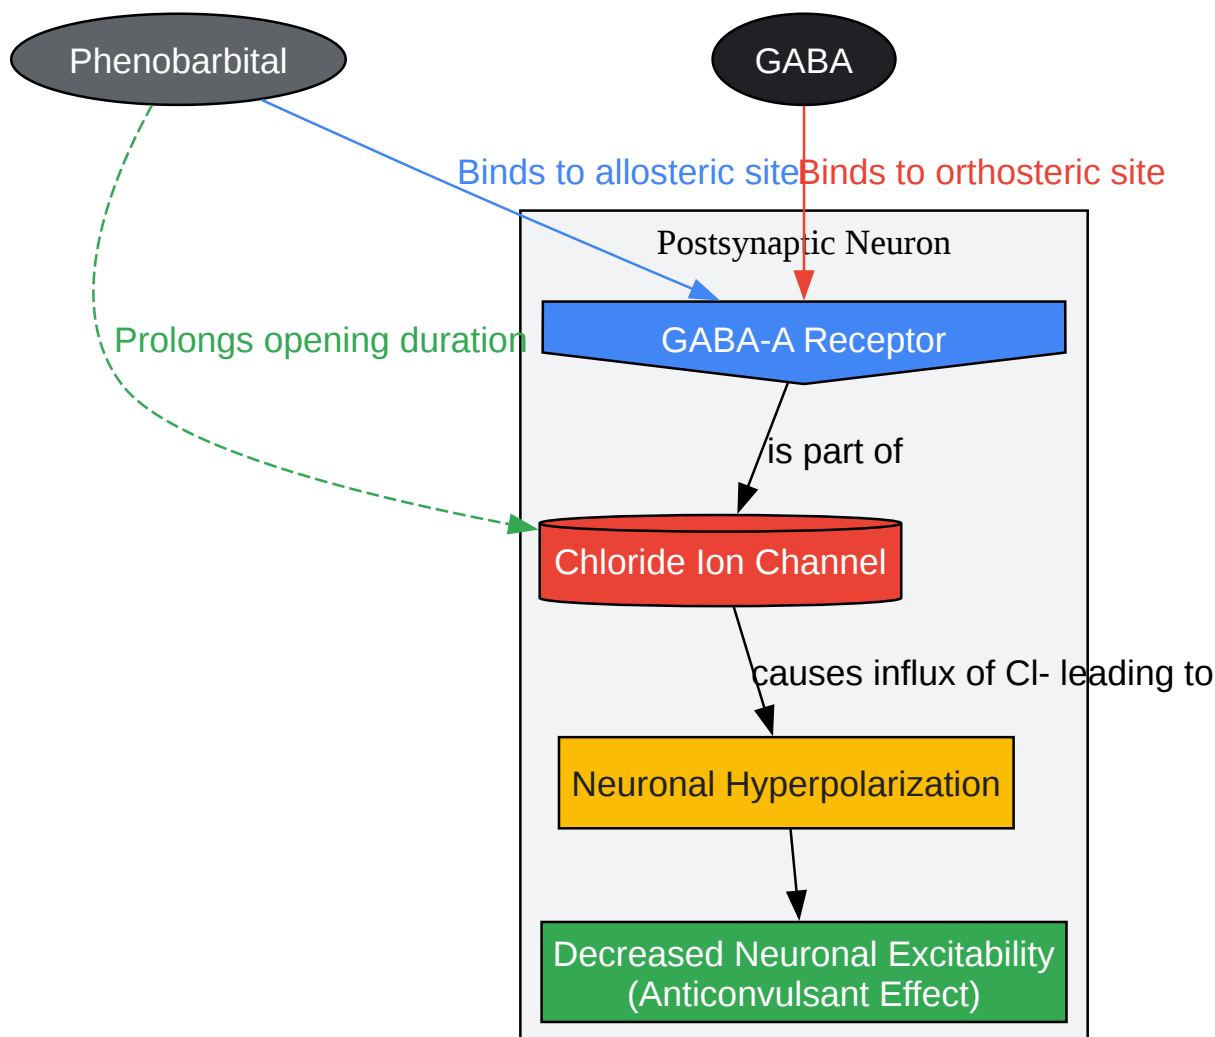 Phenobarbital
GABA
Binds to allosteric site
Binds to orthosteric site
Postsynaptic Neuron
Prolongs opening duration
GABA-A Receptor
is part of
Chloride Ion Channel
causes influx of Cl- leading to
Neuronal Hyperpolarization
Decreased Neuronal Excitability
(Anticonvulsant Effect)